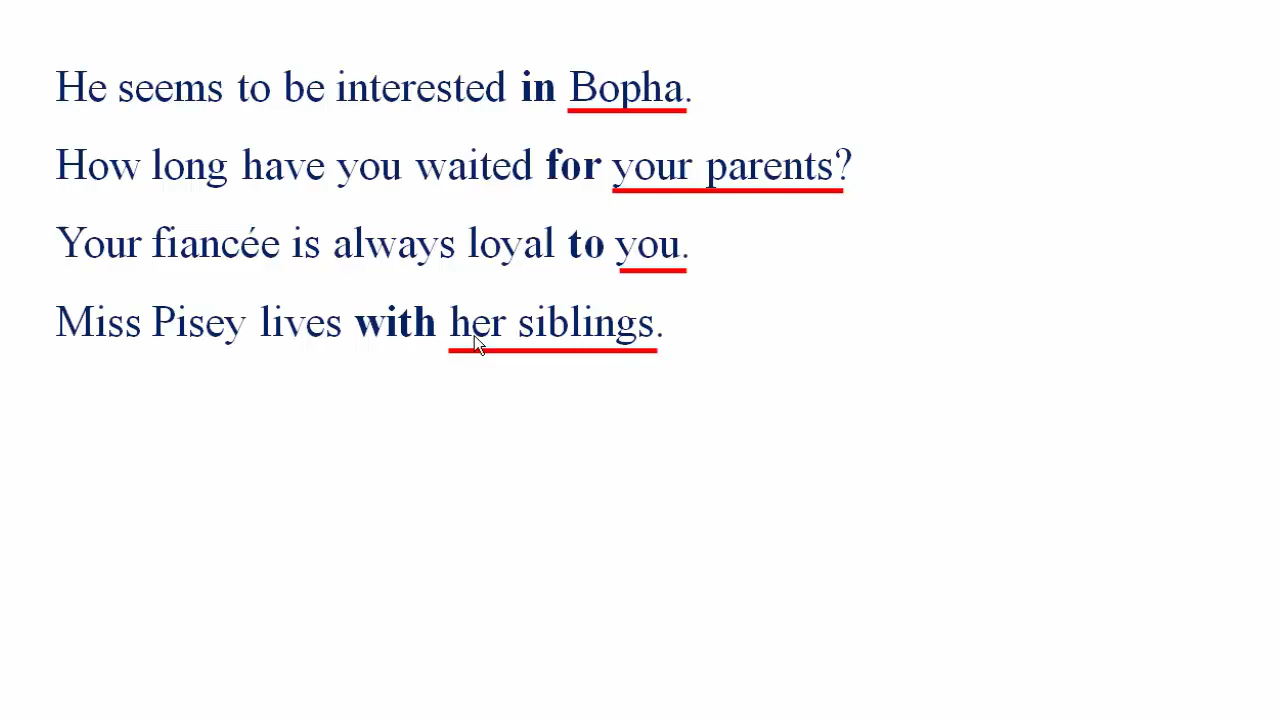 He seems to be interested in Bopha.
How long have you waited for your parents?
Your fiancée is always loyal to you.
Miss Pisey lives with her siblings.